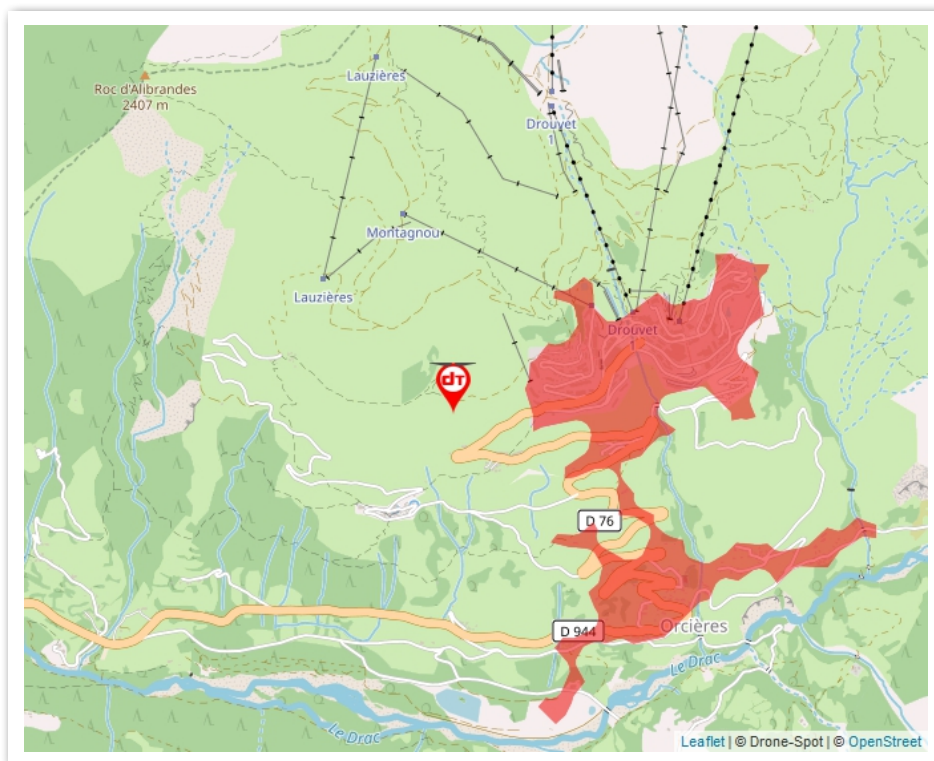 Roc d'Alibrandes
2407 m
Lauzières
Drouvet
1
Montagnou
Lauzières
Drouvet
1
dT
D 76
D 944
Orcières
Le Drac
Le Drac
Leaflet | © Drone-Spot | © OpenStreet